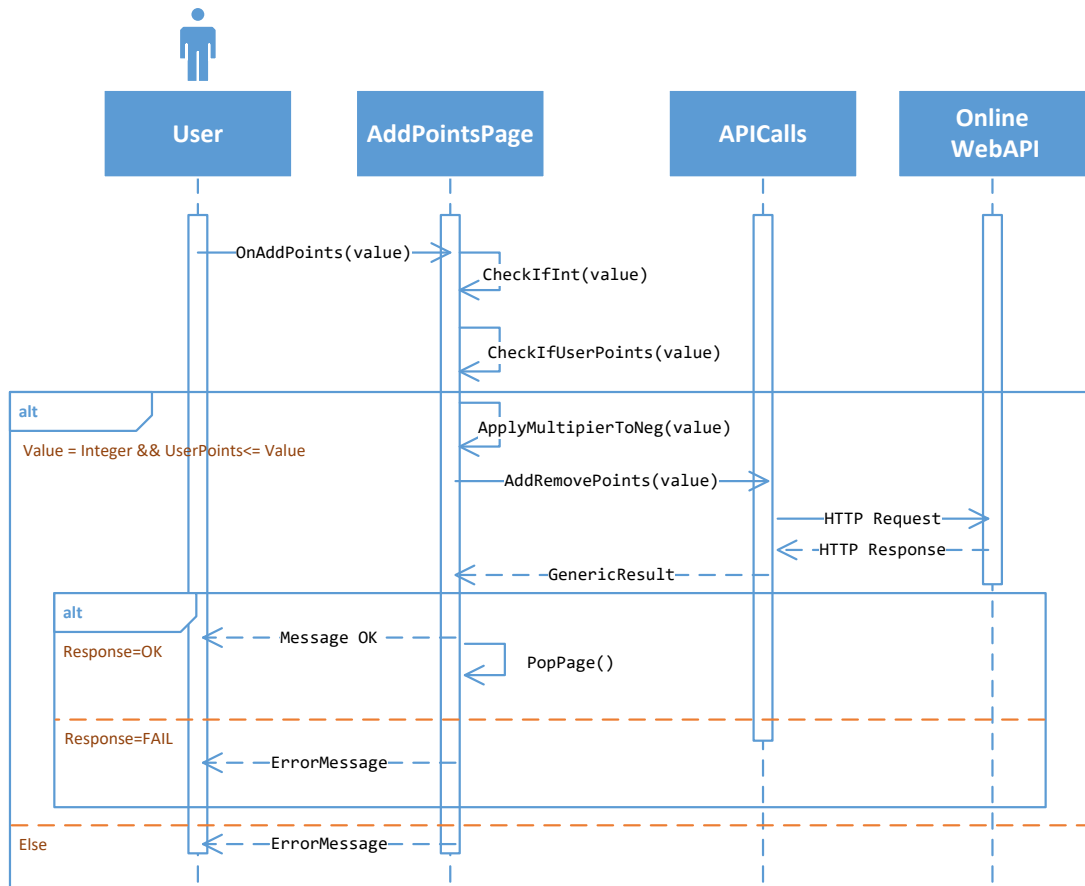 User
AddPointsPage
APICalls
Online
WebAPI
OnAddPoints(value)
CheckIfInt(value)
CheckIfUserPoints(value)
alt
ApplyMultipierToNeg(value)
Value = Integer && UserPoints<= Value
AddRemovePoints(value)
HTTP Request
HTTP Response
GenericResult
alt
Message OK
Response=OK
PopPage()
Response=FAIL
ErrorMessage
Else
ErrorMessage